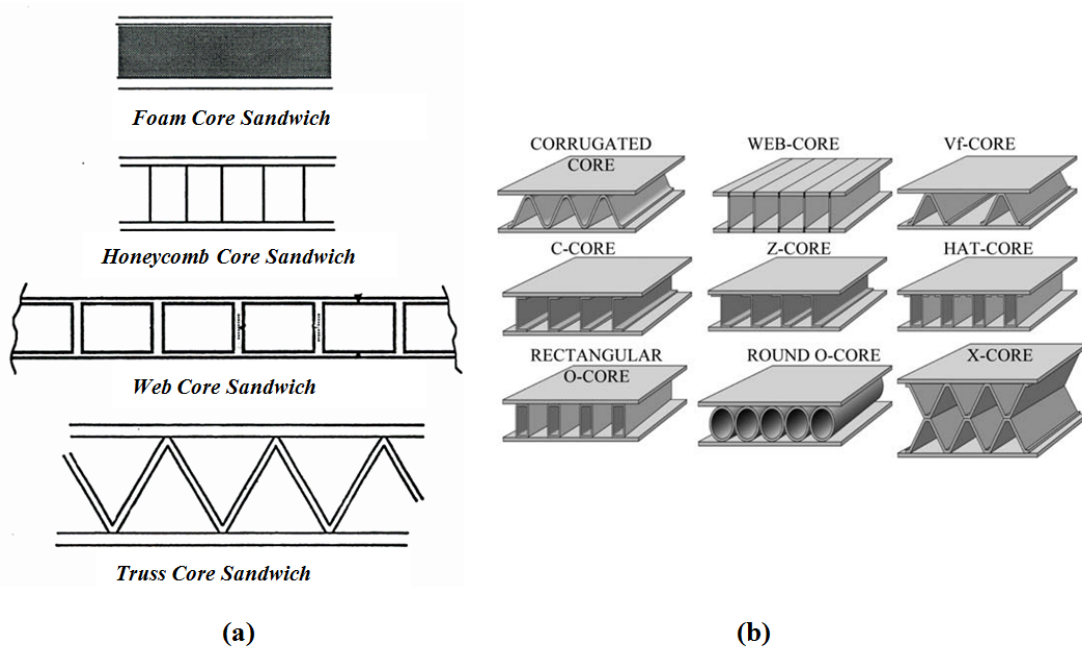 Foam Core Sandwich
Honeycomb Core Sandwich
Web Core Sandwich
Truss Core Sandwich
(a)
CORRUGATED
CORE
WEB-CORE
Vf-CORE
C-CORE
Z-CORE
HAT-CORE
RECTANGULAR
O-CORE
ROUND O-CORE
X-CORE
(b)